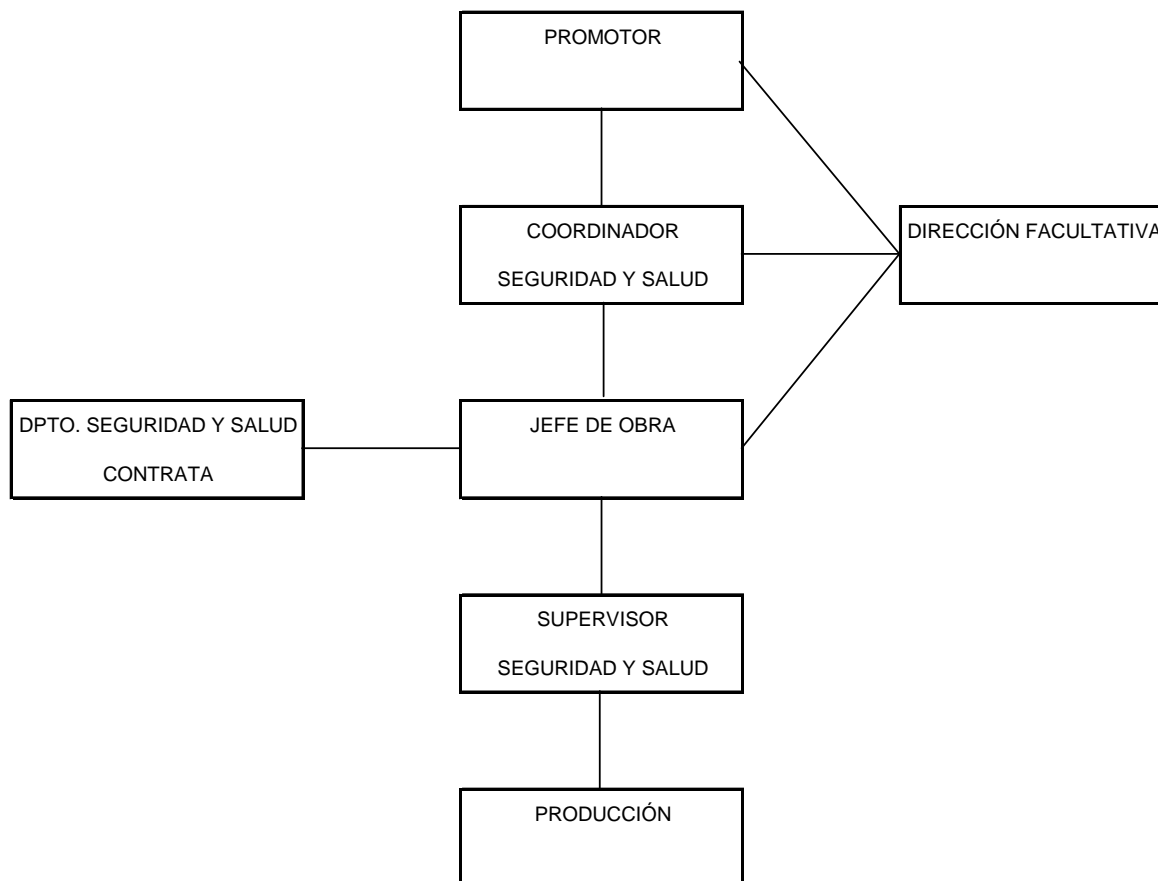 PROMOTOR
COORDINADOR
SEGURIDAD Y SALUD
DIRECCIÓN FACULTATIVA
DPTO. SEGURIDAD Y SALUD
CONTRATA
JEFE DE OBRA
SUPERVISOR
SEGURIDAD Y SALUD
PRODUCCIÓN